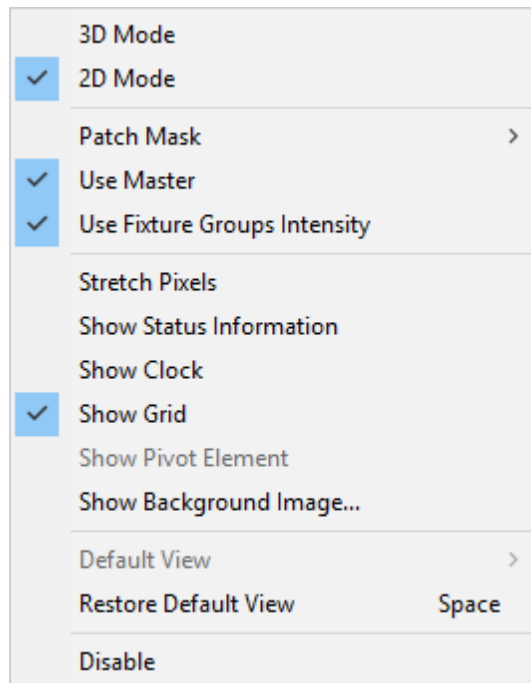 3D Mode
2D Mode
Patch Mask
Use Master
Use Fixture Groups Intensity
Stretch Pixels
Show Status Information
Show Clock
Show Grid
Show Pivot Element
Show Background Image...
Default View
Restore Default View Space
Disable